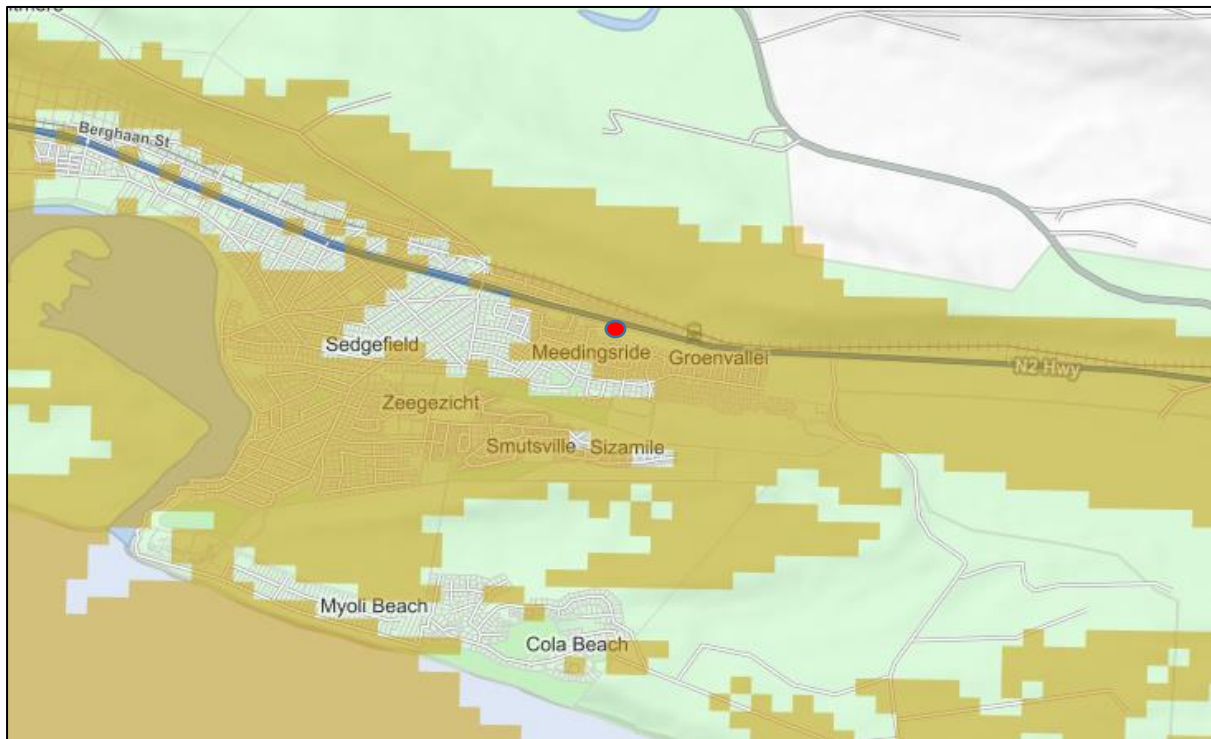 Berghaan St
Sedgefield
Meedingsride
Groenvallei
N2 Hwy
Zeegezicht
Smutsville
Sizamile
Myoli Beach
Cola Beach